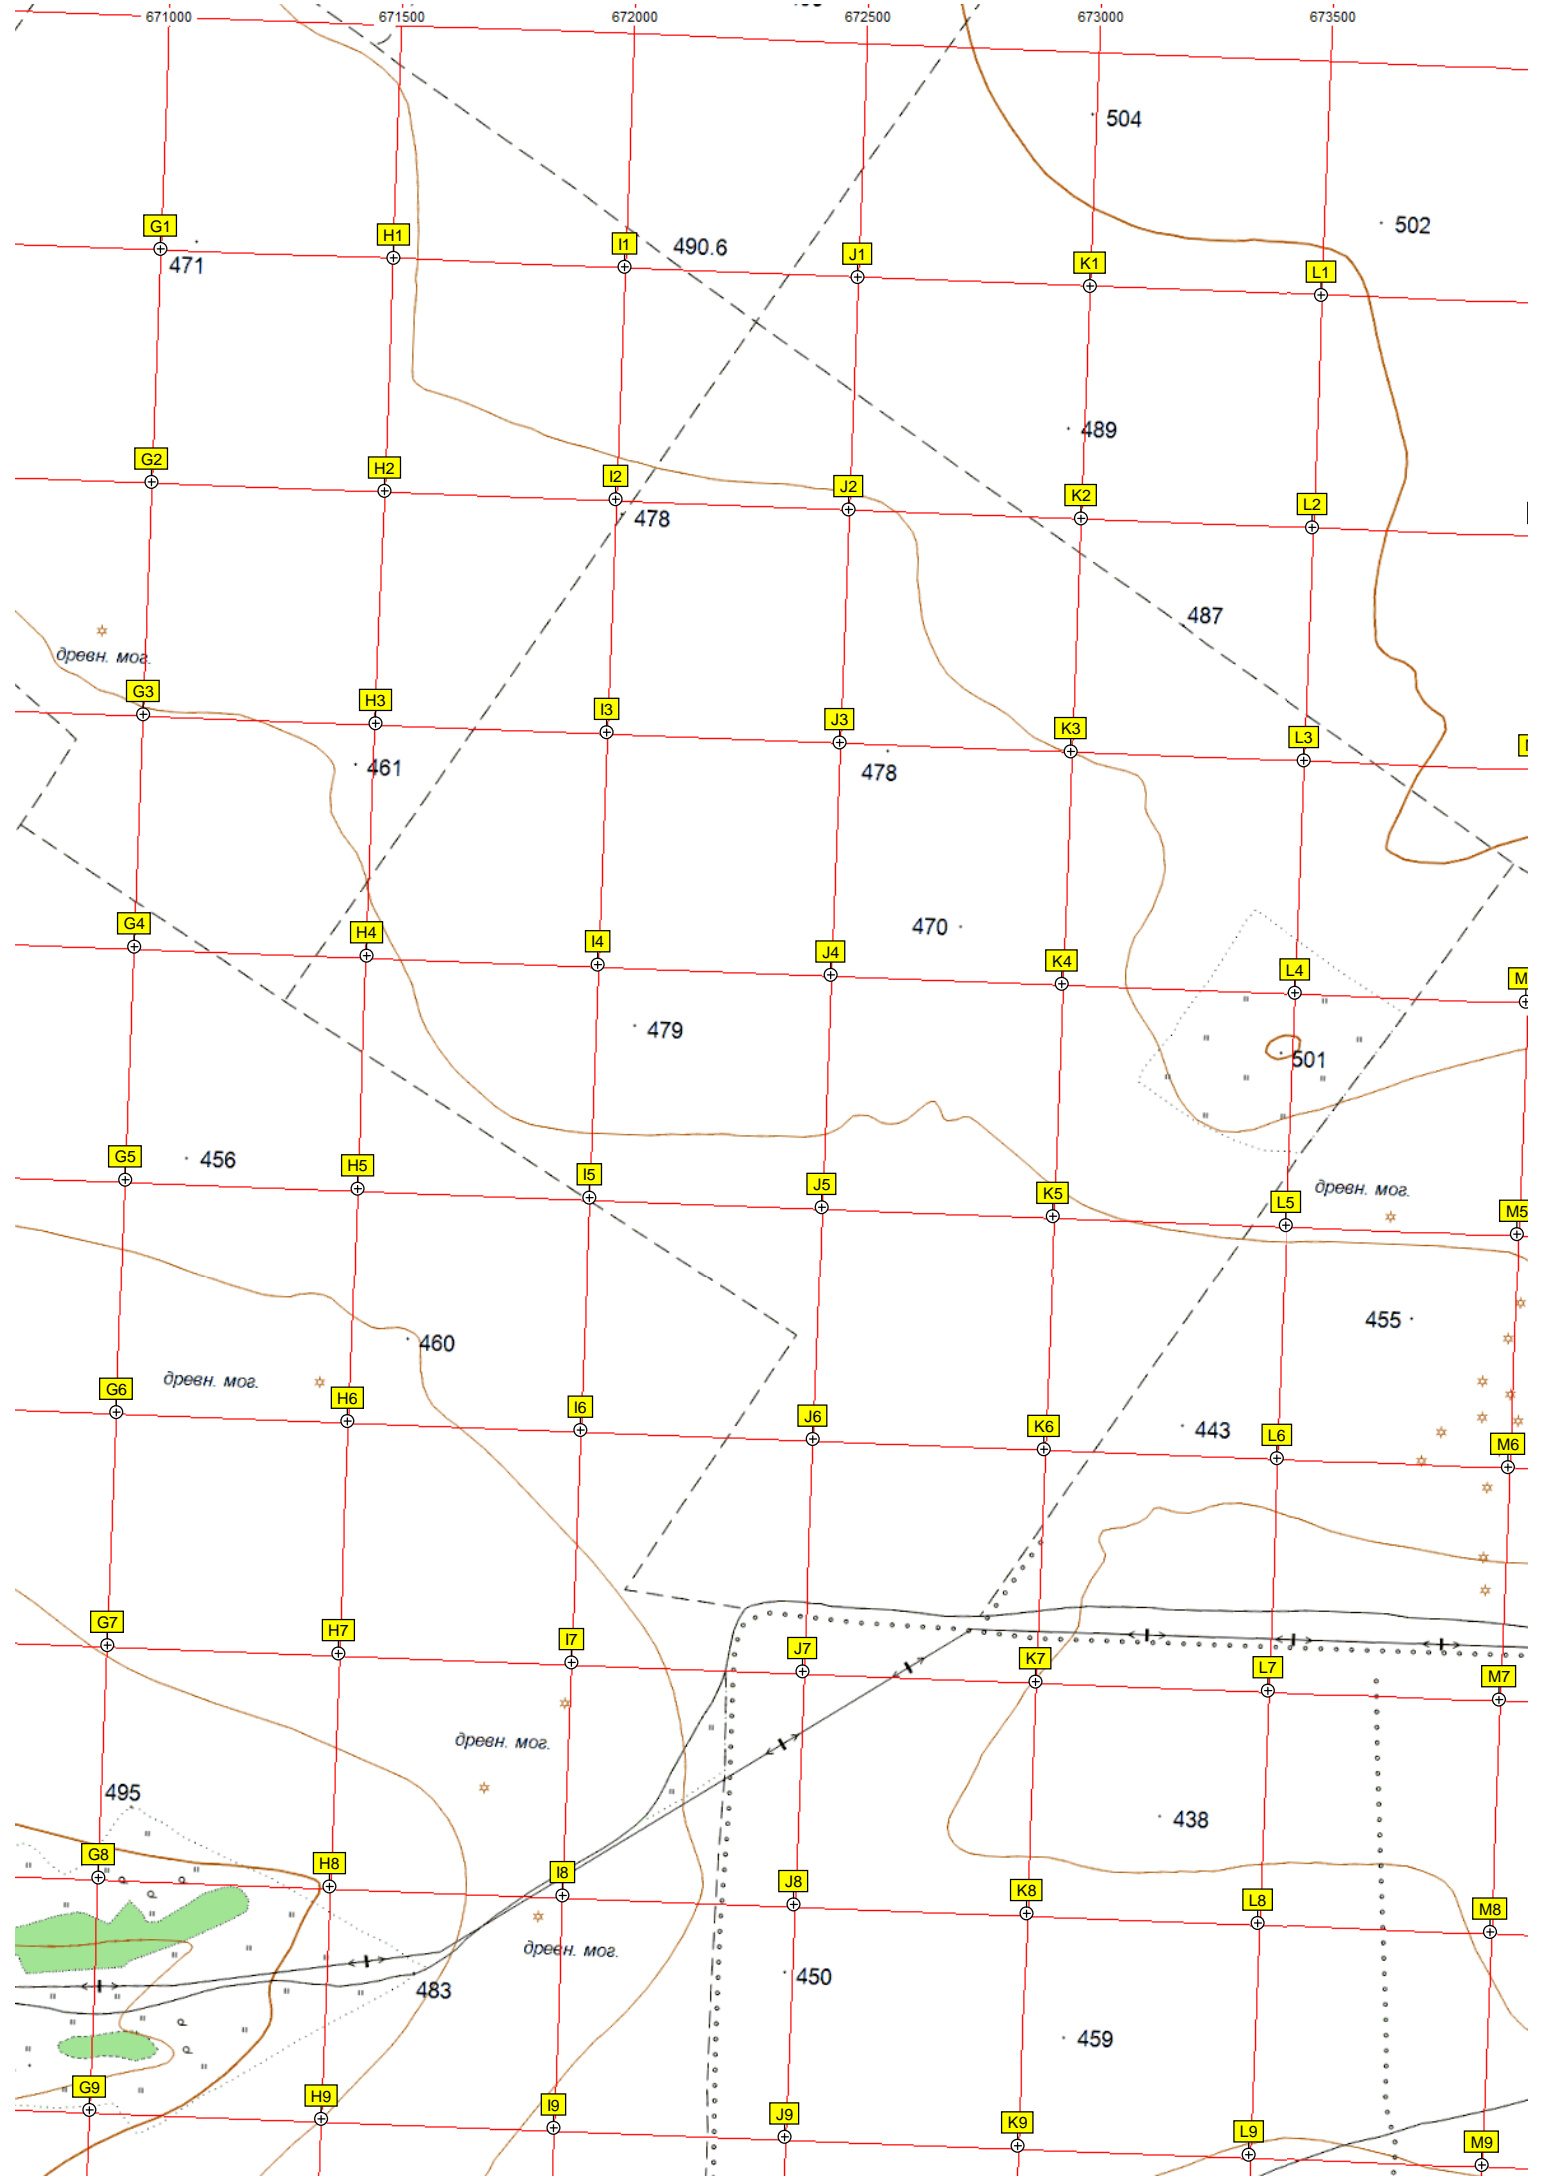 671000 671500 672000 672500 673000 673500
504
502
G1 H1 I1 490.6 J1 K1 L1
471
489
G2 H2 I2 J2 K2 L2
478
487
древн. мог.
G3 H3 I3 J3 K3 L3
461 478
470
G4 H4 I4 J4 K4 L4 M
479 501
456
G5 H5 I5 J5 K5 L5 M5
древн. мог.
455
460
древн. мог.
G6 H6 I6 J6 K6 L6 M6
443
G7 H7 I7 J7 K7 L7 M7
древн. мог.
495
438
G8 H8 I8 J8 K8 L8 M8
древн. мог.
450
483
459
G9 H9 I9 J9 K9 L9 M9